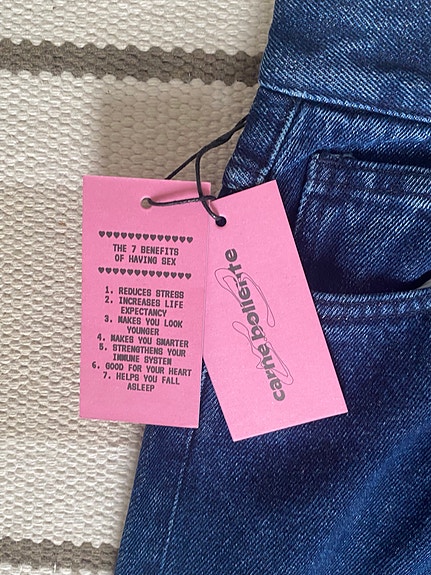 ♥♥♥♥♥♥♥♥♥♥♥♥♥♥
THE 7 BENEFITS
OF HAVING SEX
♥♥♥♥♥♥♥♥♥♥♥♥♥♥
1. REDUCES STRESS
2. INCREASES LIFE
EXPECTANCY
3. MAKES YOU LOOK
YOUNGER
4. MAKES YOU SMARTER
5. STRENGTHENS YOUR
IMMUNE SYSTEM
6. GOOD FOR YOUR HEART
7. HELPS YOU FALL
ASLEEP
carne bollente